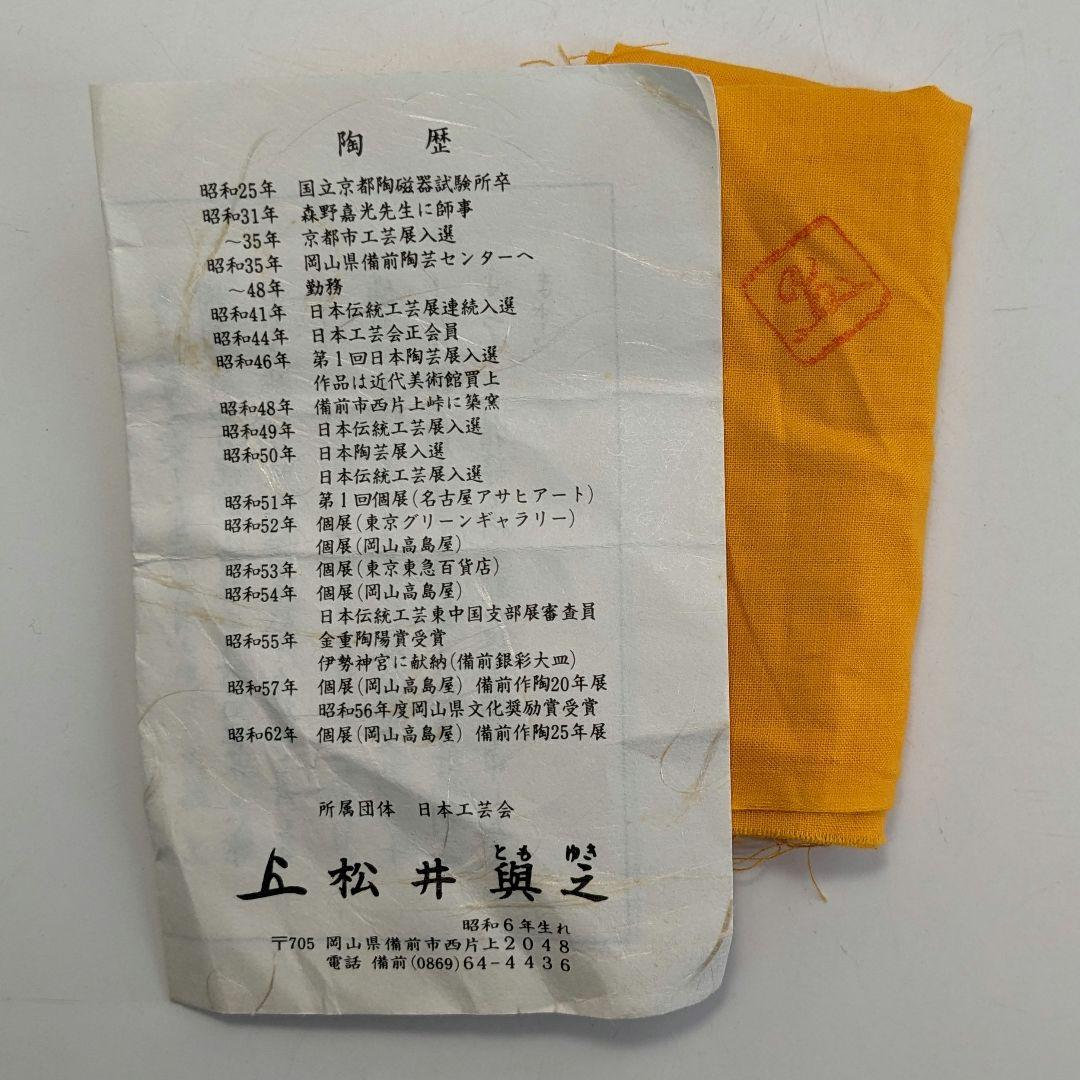 陶歴
昭和25年 国立京都陶磁器試験所卒
昭和31年 森野嘉光先生に師事
～35年 京都市工芸展入選
昭和35年 岡山県備前陶芸センターへ
～48年 勤務
昭和41年 日本伝統工芸展連続入選
昭和44年 日本工芸会正会員
昭和46年 第1回日本陶芸展入選
作品は近代美術館買上
昭和48年 備前市西片上峠に築窯
昭和49年 日本伝統工芸展入選
昭和50年 日本陶芸展入選
日本伝統工芸展入選
昭和51年 第1回個展(名古屋アサヒアート)
昭和52年 個展(東京グリーンギャラリー)
個展(岡山高島屋)
昭和53年 個展(東京東急百貨店)
昭和54年 個展(岡山高島屋)
日本伝統工芸東中国支部展審査員
昭和55年 金重陶陽賞受賞
伊勢神宮に献納(備前銀彩大皿)
昭和57年 個展(岡山高島屋) 備前作陶20年展
昭和56年度岡山県文化奨励賞受賞
昭和62年 個展(岡山高島屋) 備前作陶25年展
所属団体 日本工芸会
とも ゆき
松井與之
昭和6年生れ
〒705 岡山県備前市西片上2048
電話 備前(0869)64-4436